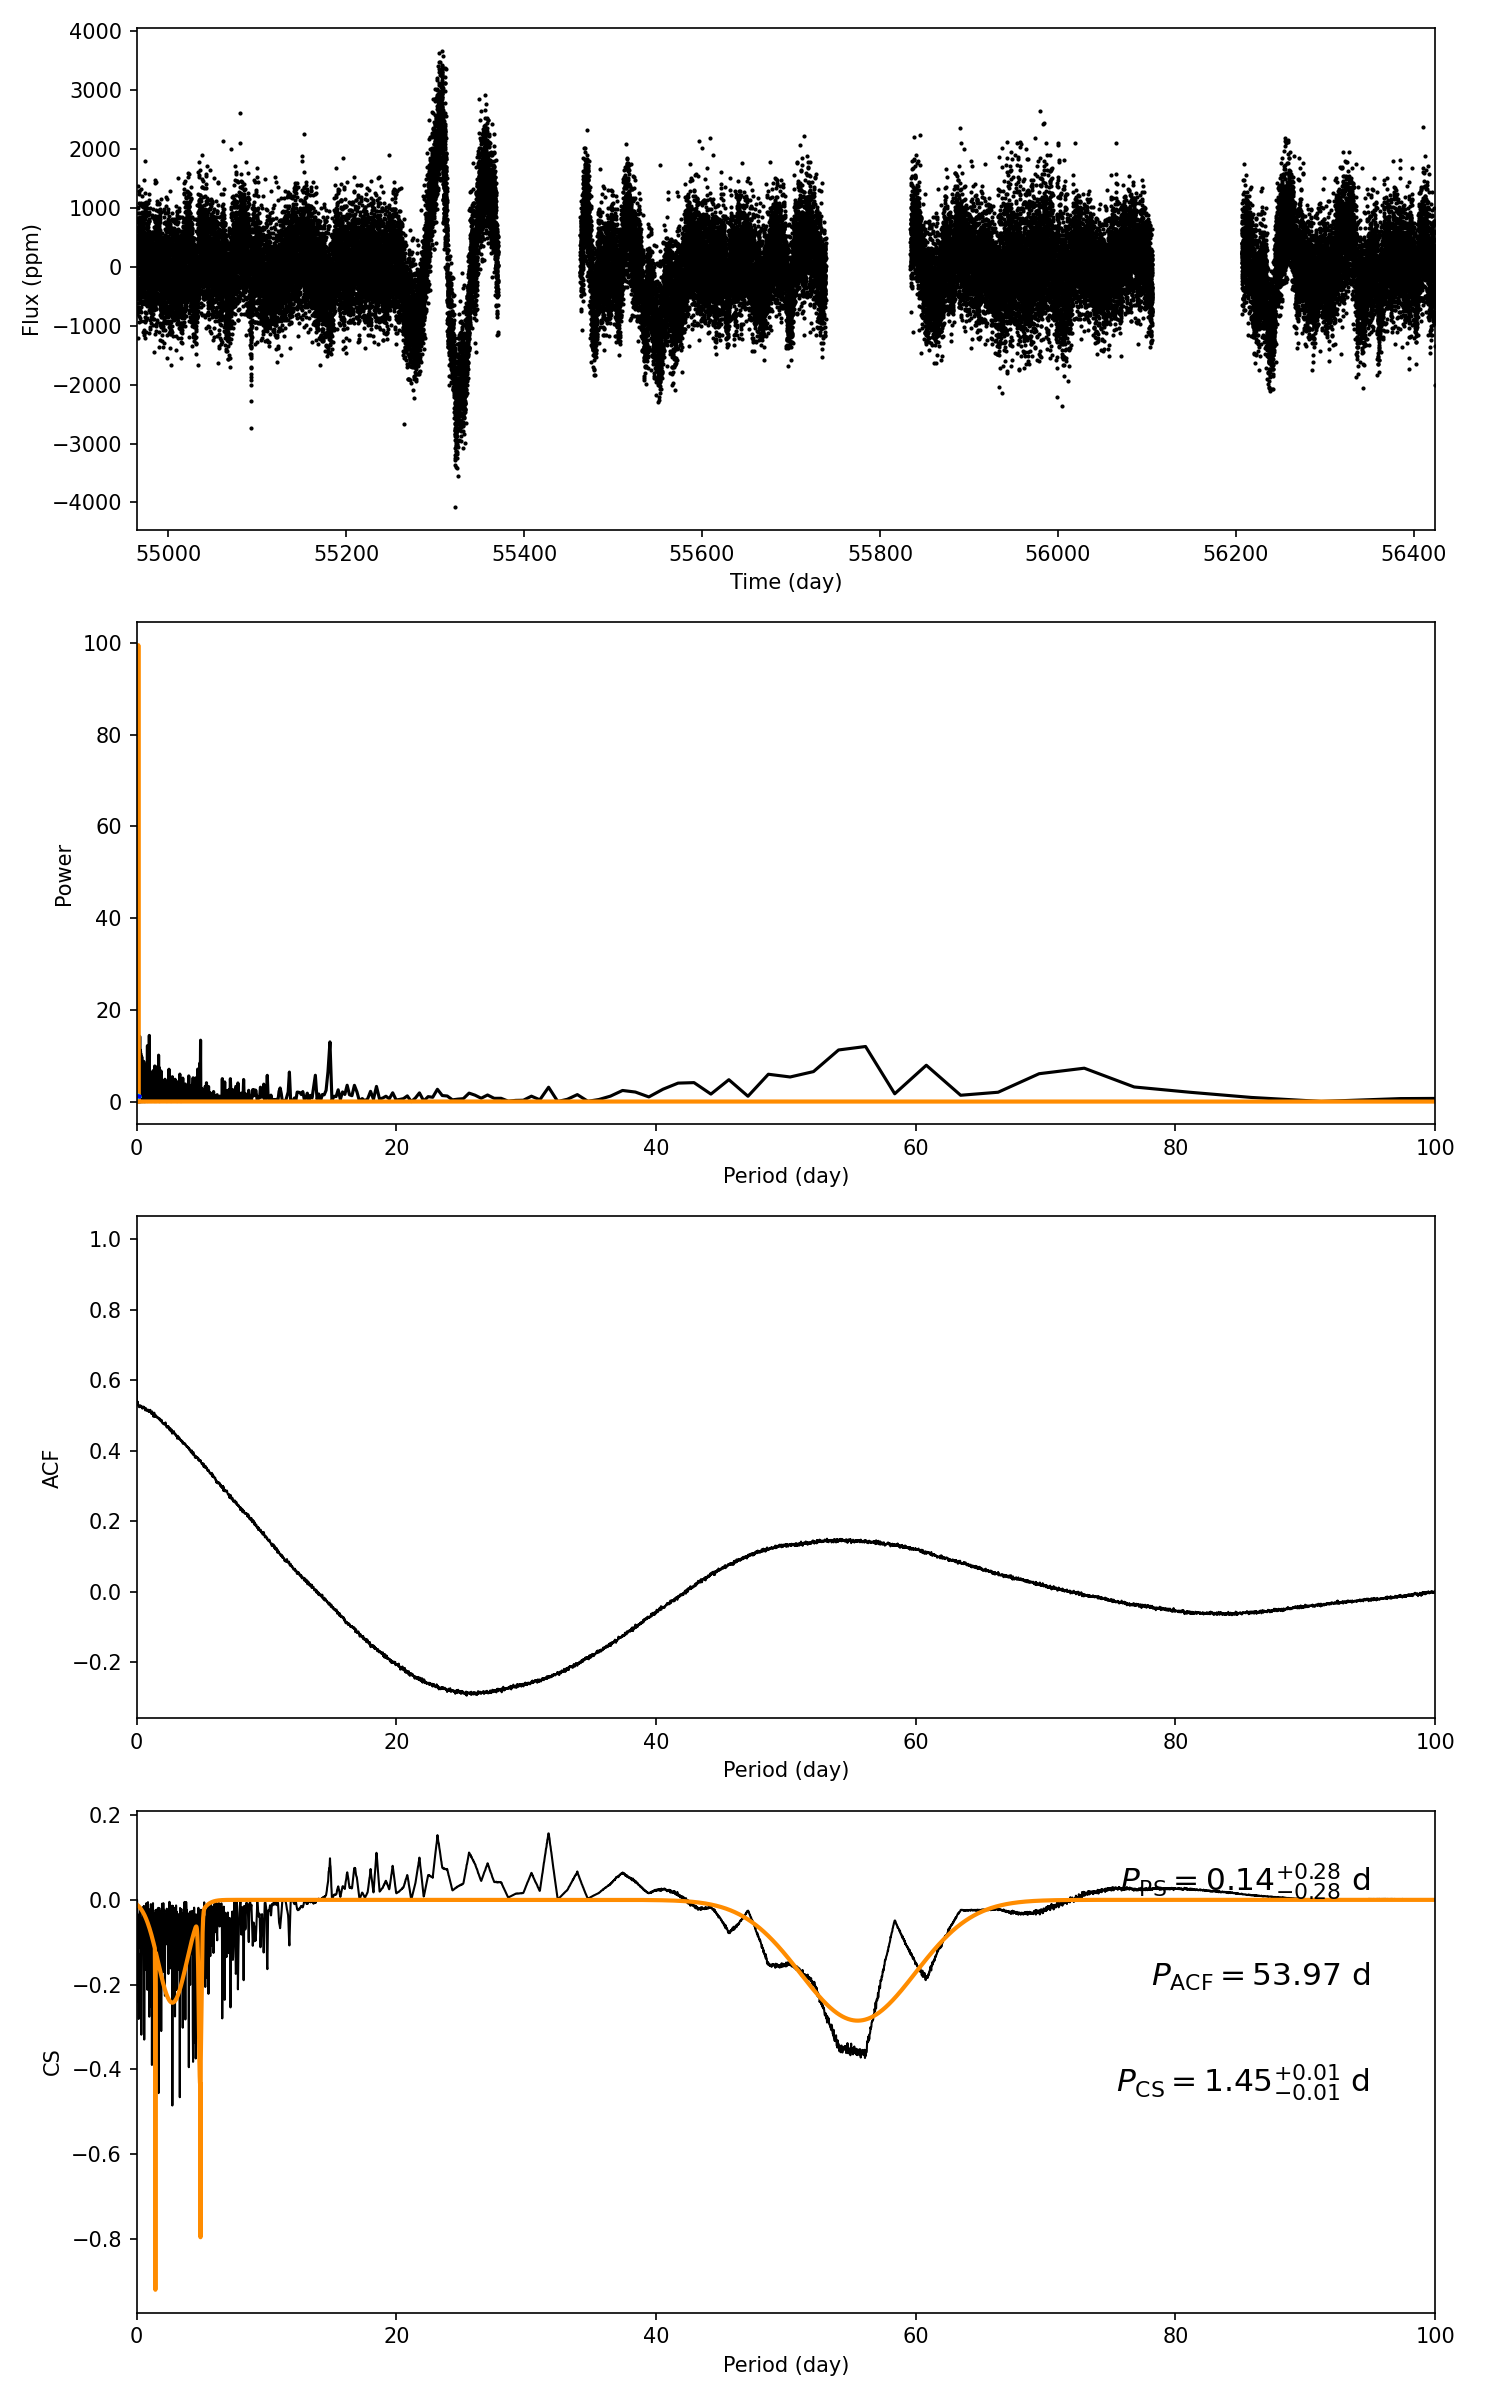 4000
3000
2000
1000
0
−1000
−2000
−3000
−4000
Flux (ppm)
55000 55200 55400 55600 55800 56000 56200 56400
Time (day)
100
80
60
40
20
0
Power
0 20 40 60 80 100
Period (day)
1.0
0.8
0.6
0.4
0.2
0.0
−0.2
ACF
0 20 40 60 80 100
Period (day)
0.2
0.0
−0.2
−0.4
−0.6
−0.8
CS
P_PS = 0.14^{+0.28}_{−0.28} d
P_ACF = 53.97 d
P_CS = 1.45^{+0.01}_{−0.01} d
0 20 40 60 80 100
Period (day)